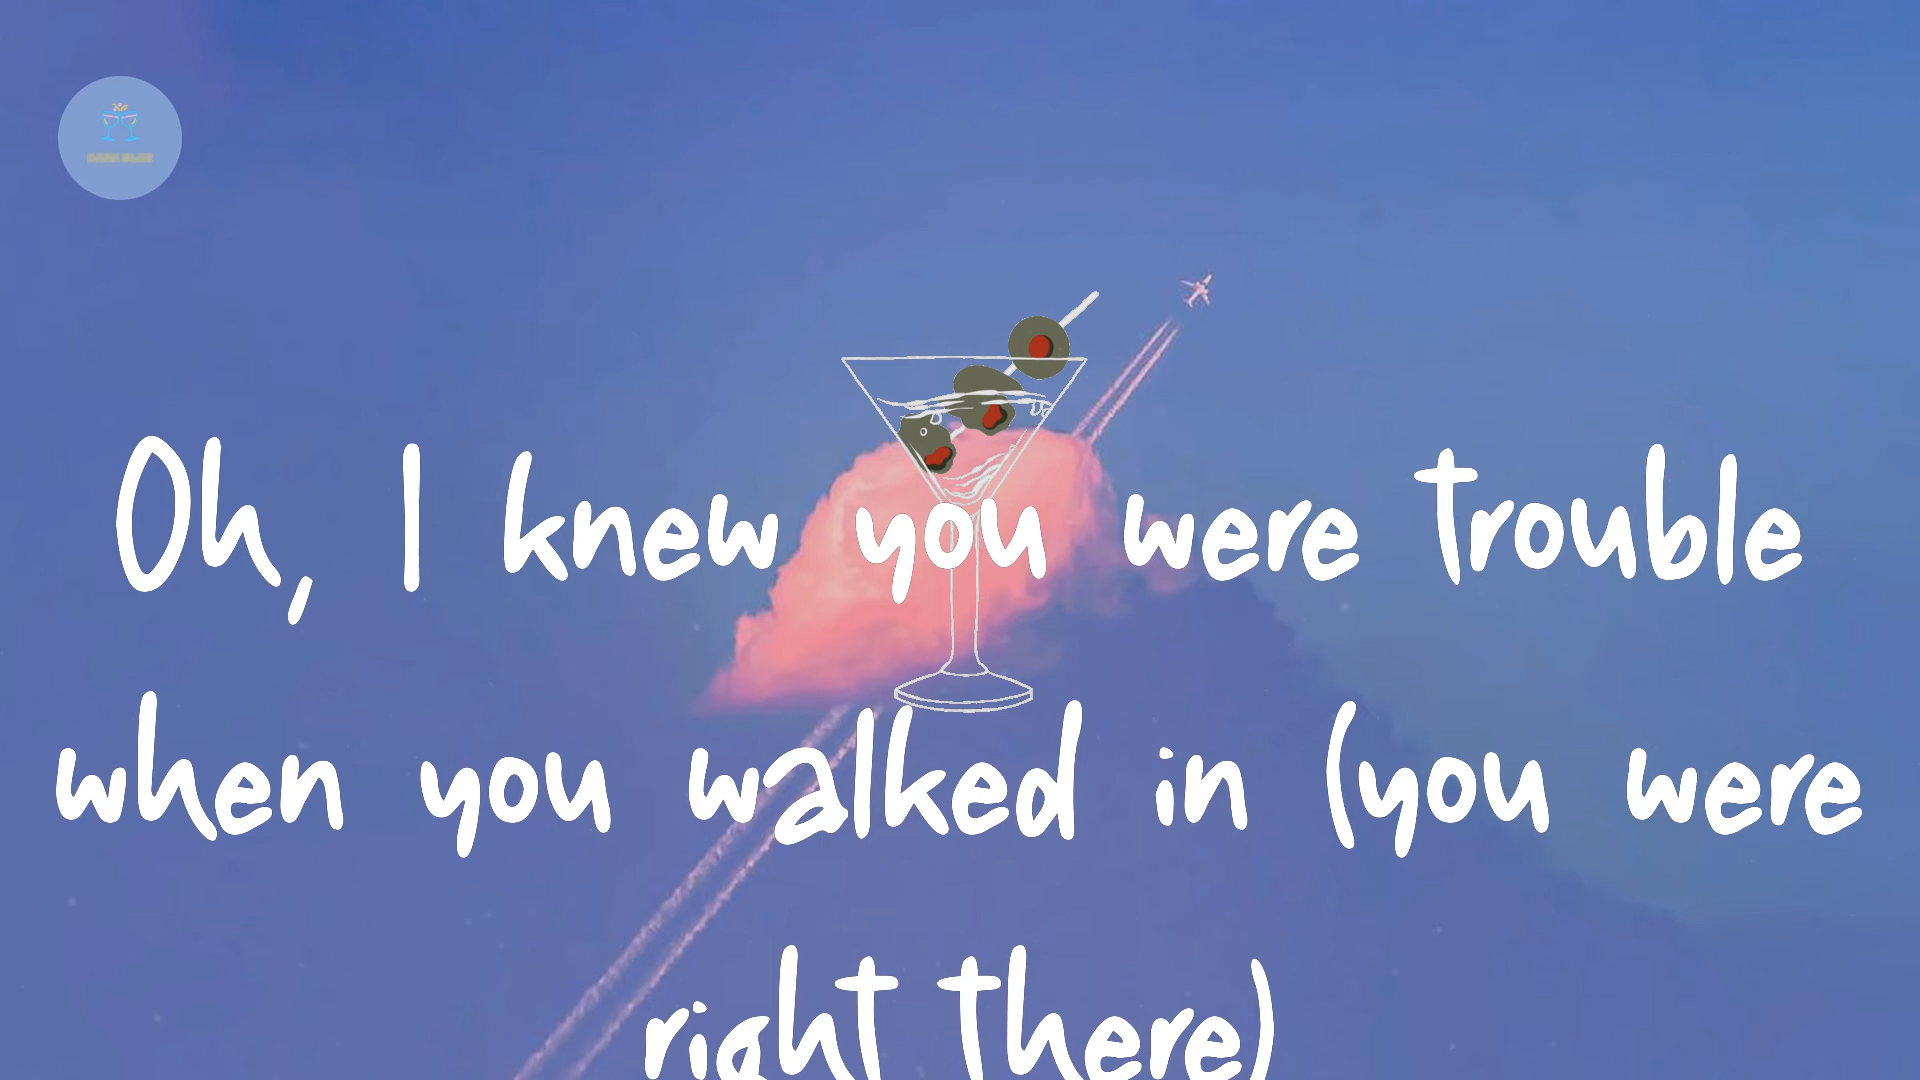 Oh, I knew you were trouble
when you walked in (you were
right there)